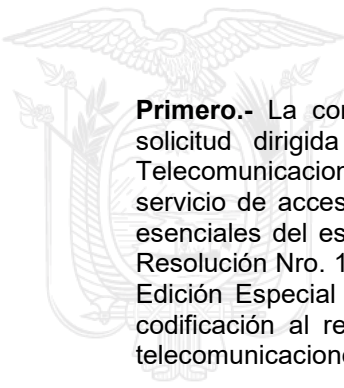 Primero.- La con
solicitud dirigida
Telecomunicacion
servicio de acces
esenciales del es
Resolución Nro. 1
Edición Especial
codificación al re
telecomunicacione